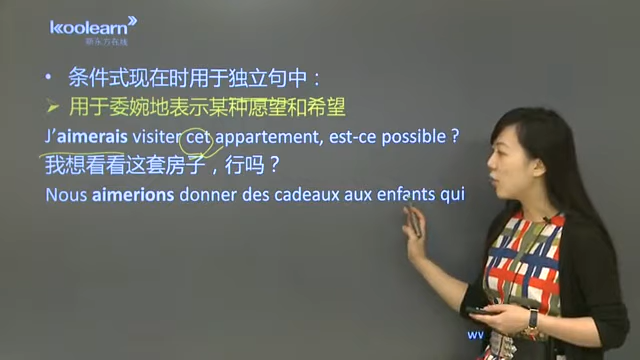 koolearn
新东方在线
• 条件式现在时用于独立句中：
➢ 用于委婉地表示某种愿望和希望
J'aimerais visiter cet appartement, est-ce possible ?
我想看看这套房子，行吗？
Nous aimerions donner des cadeaux aux enfants qui